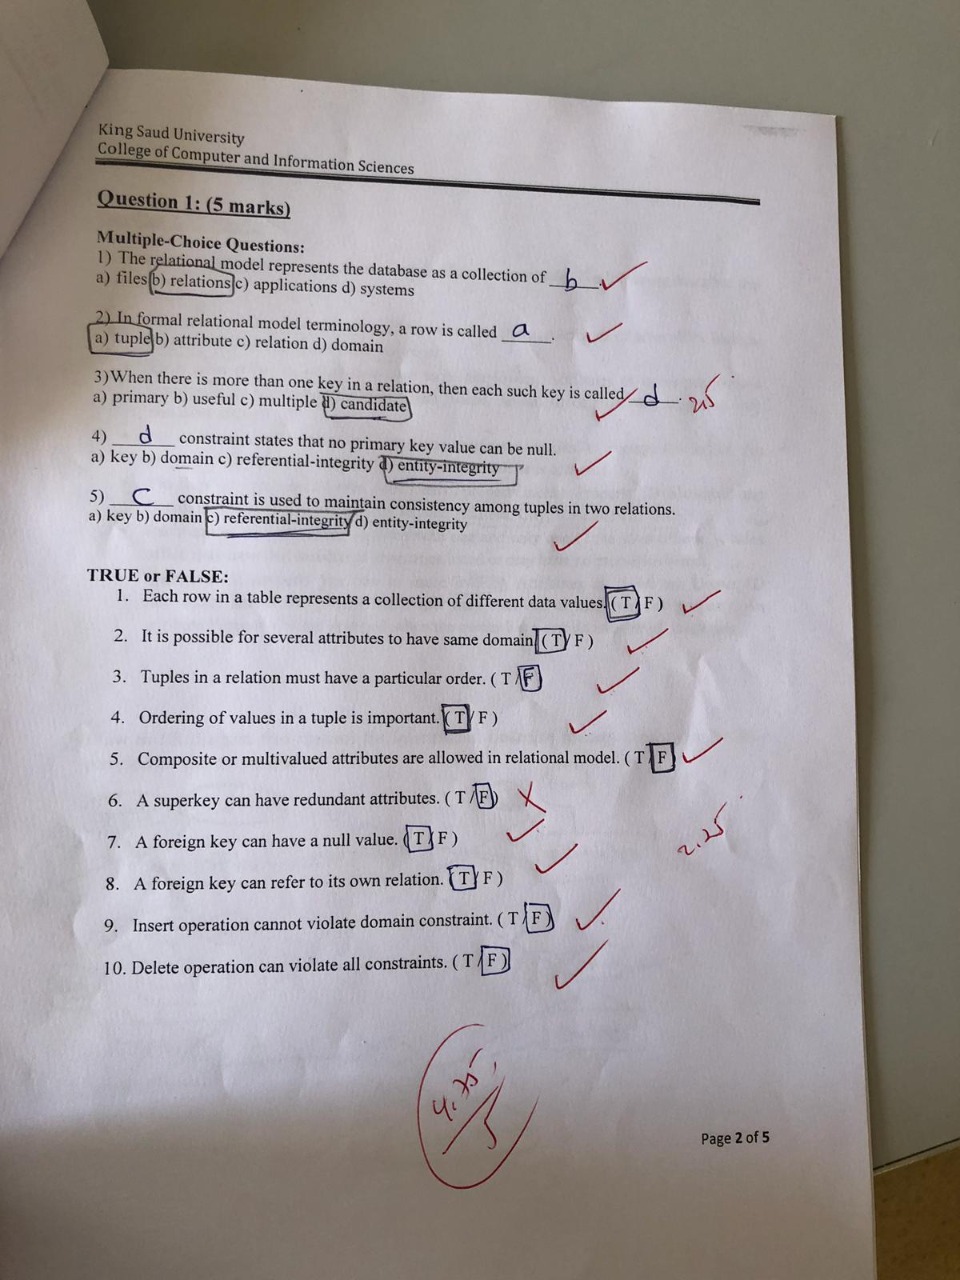 King Saud University
College of Computer and Information Sciences
Question 1: (5 marks)
Multiple-Choice Questions:
1) The relational model represents the database as a collection of b.
a) files b) relations c) applications d) systems
2) In formal relational model terminology, a row is called a.
a) tuple b) attribute c) relation d) domain
3)When there is more than one key in a relation, then each such key is called d.
a) primary b) useful c) multiple d) candidate
2.5
4) d constraint states that no primary key value can be null.
a) key b) domain c) referential-integrity d) entity-integrity
5) C constraint is used to maintain consistency among tuples in two relations.
a) key b) domain c) referential-integrity d) entity-integrity
TRUE or FALSE:
1. Each row in a table represents a collection of different data values. ( T / F )
2. It is possible for several attributes to have same domain. ( T / F )
3. Tuples in a relation must have a particular order. ( T / F )
4. Ordering of values in a tuple is important. ( T / F )
5. Composite or multivalued attributes are allowed in relational model. ( T / F )
6. A superkey can have redundant attributes. ( T / F )
7. A foreign key can have a null value. ( T / F )
2.25
8. A foreign key can refer to its own relation. ( T / F )
9. Insert operation cannot violate domain constraint. ( T / F )
10. Delete operation can violate all constraints. ( T / F )
4.75
5
Page 2 of 5